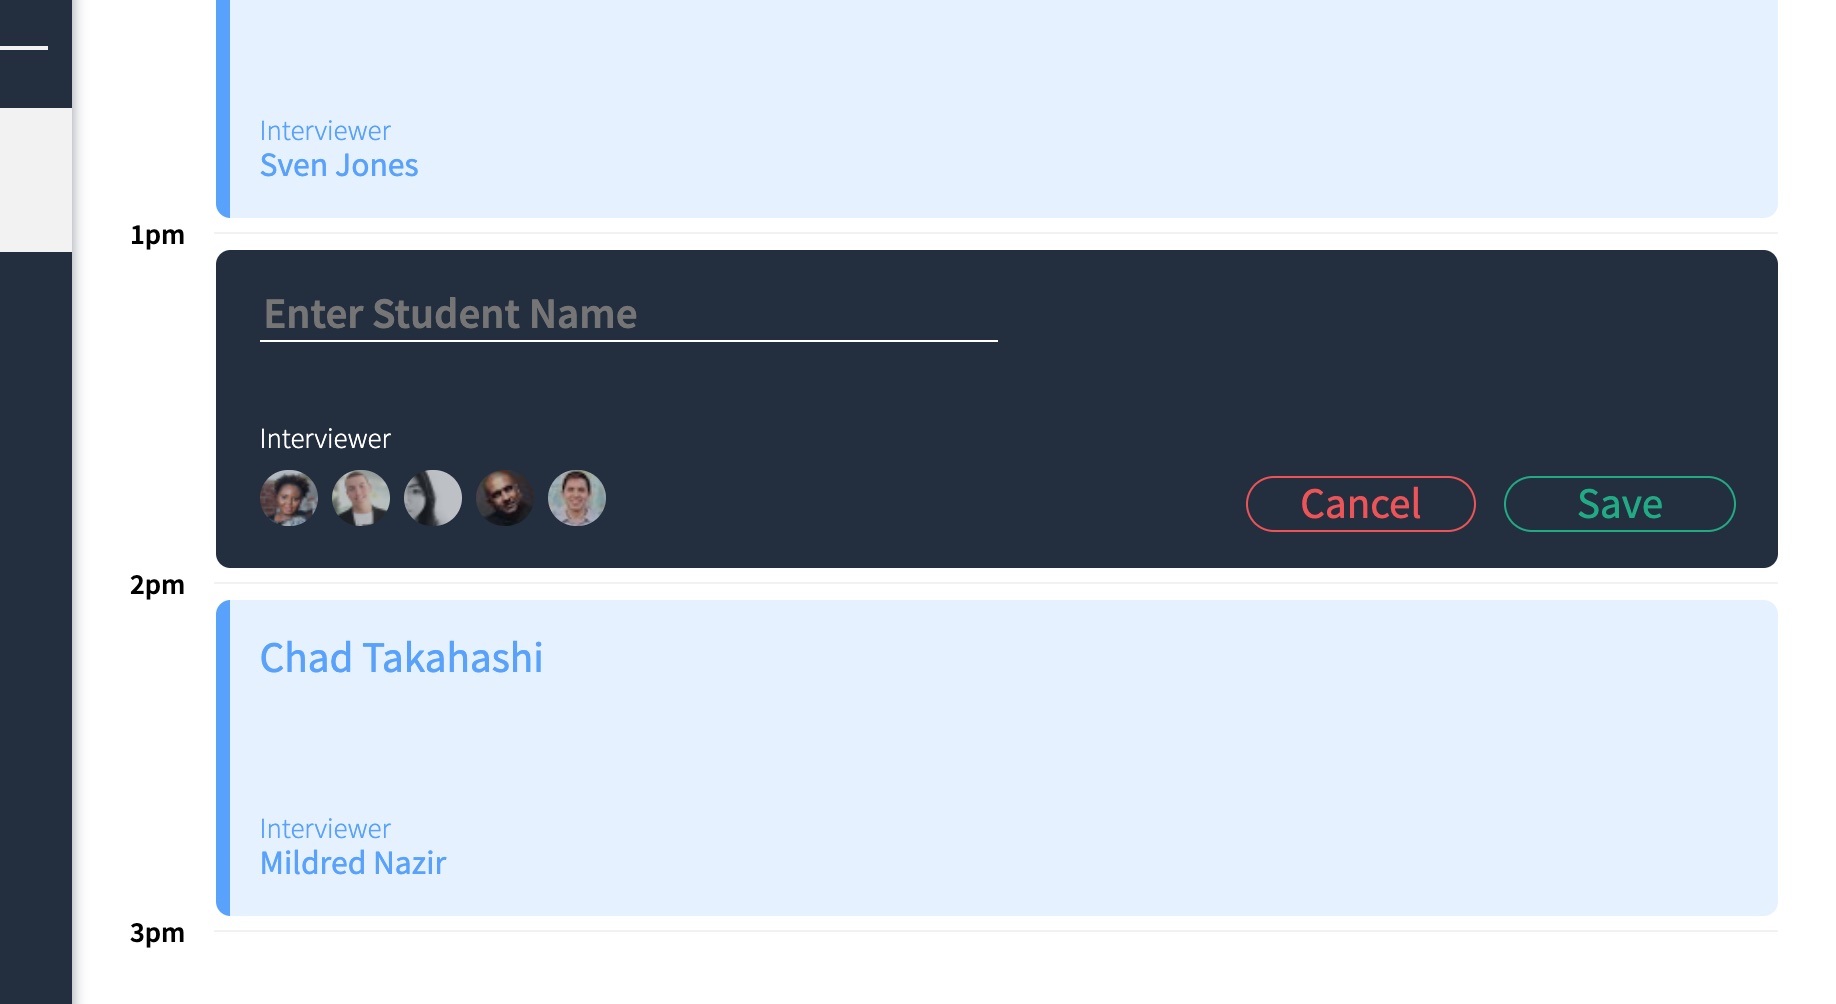 Interviewer
Sven Jones
1pm
Enter Student Name
Interviewer
Cancel
Save
2pm
Chad Takahashi
Interviewer
Mildred Nazir
3pm